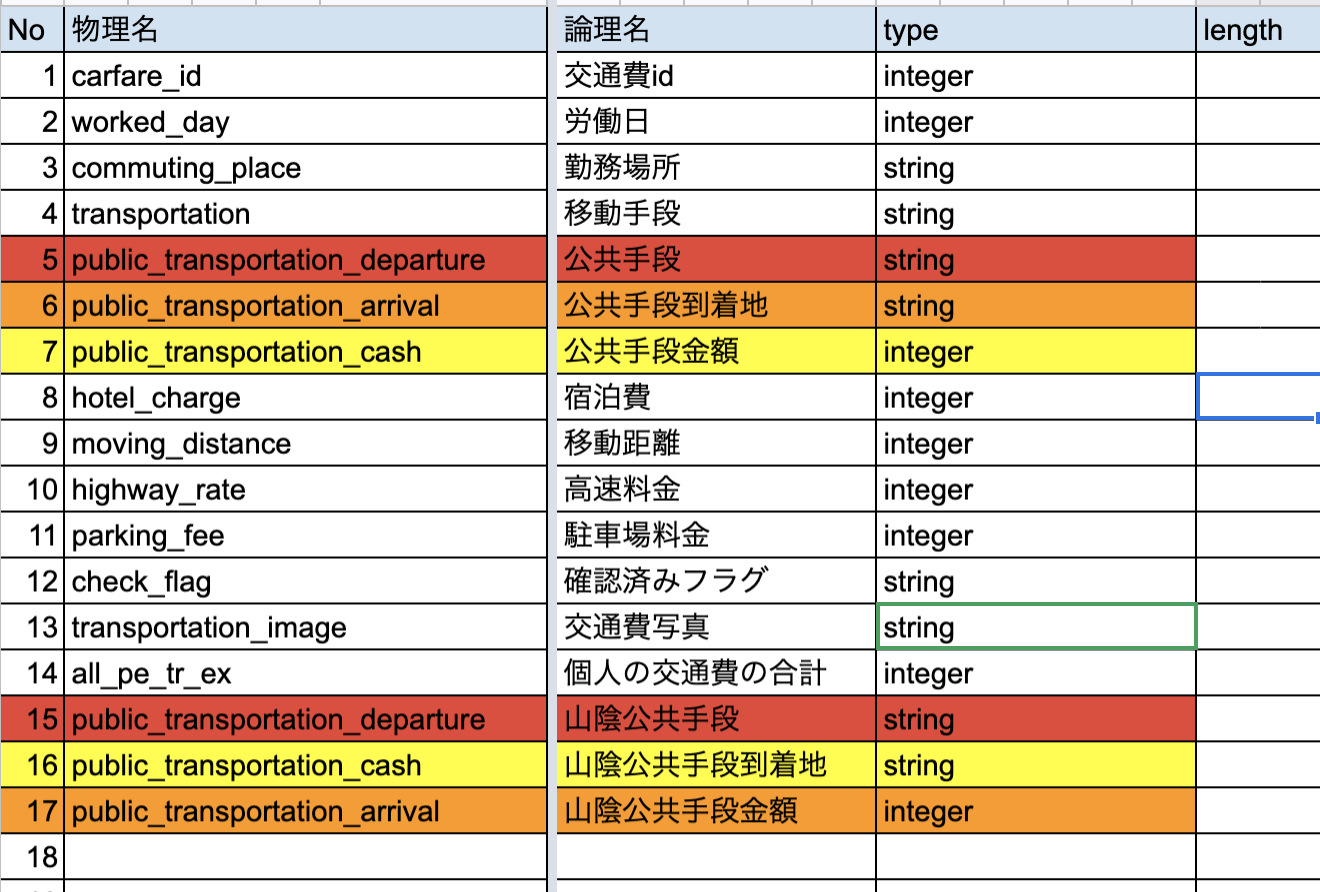 No 物理名 論理名 type length
1 carfare_id 交通費id integer
2 worked_day 労働日 integer
3 commuting_place 勤務場所 string
4 transportation 移動手段 string
5 public_transportation_departure 公共手段 string
6 public_transportation_arrival 公共手段到着地 string
7 public_transportation_cash 公共手段金額 integer
8 hotel_charge 宿泊費 integer
9 moving_distance 移動距離 integer
10 highway_rate 高速料金 integer
11 parking_fee 駐車場料金 integer
12 check_flag 確認済みフラグ string
13 transportation_image 交通費写真 string
14 all_pe_tr_ex 個人の交通費の合計 integer
15 public_transportation_departure 山陰公共手段 string
16 public_transportation_cash 山陰公共手段到着地 string
17 public_transportation_arrival 山陰公共手段金額 integer
18